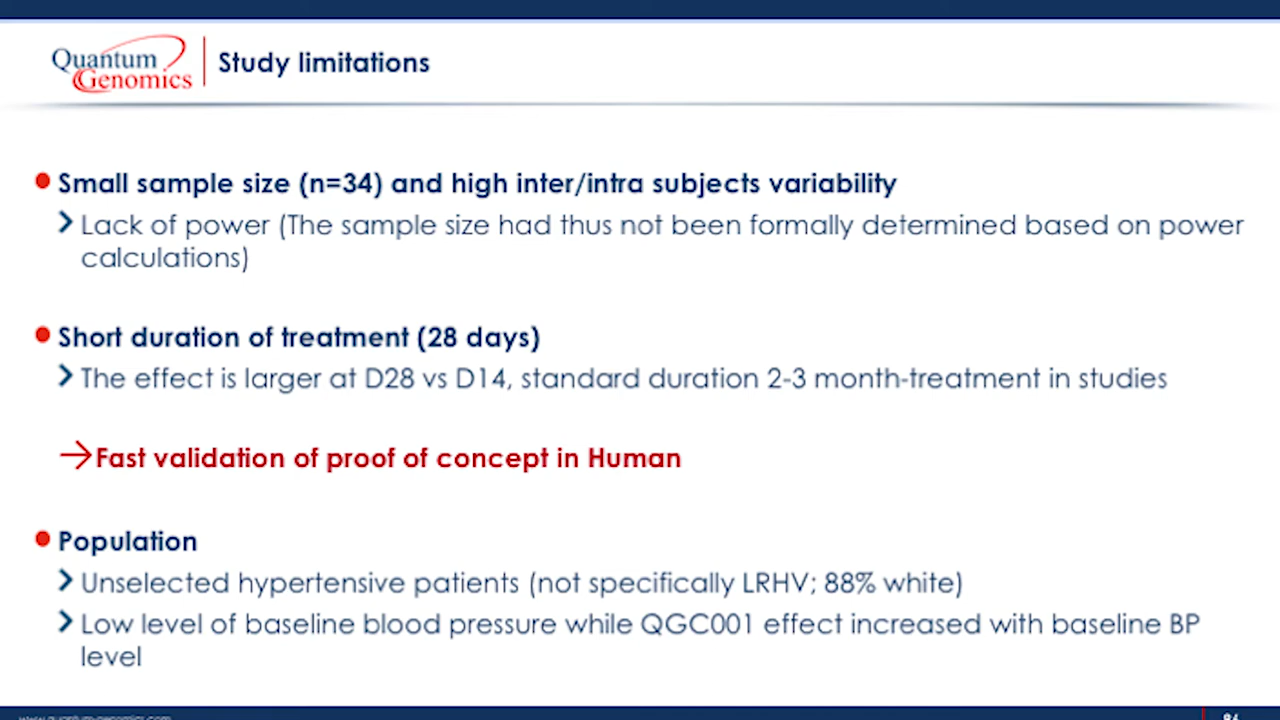 Quantum
Genomics
Study limitations
Small sample size (n=34) and high inter/intra subjects variability
Lack of power (The sample size had thus not been formally determined based on power
calculations)
Short duration of treatment (28 days)
The effect is larger at D28 vs D14, standard duration 2-3 month-treatment in studies
→Fast validation of proof of concept in Human
Population
Unselected hypertensive patients (not specifically LRHV; 88% white)
Low level of baseline blood pressure while QGC001 effect increased with baseline BP
level
www.quantum-genomics.com